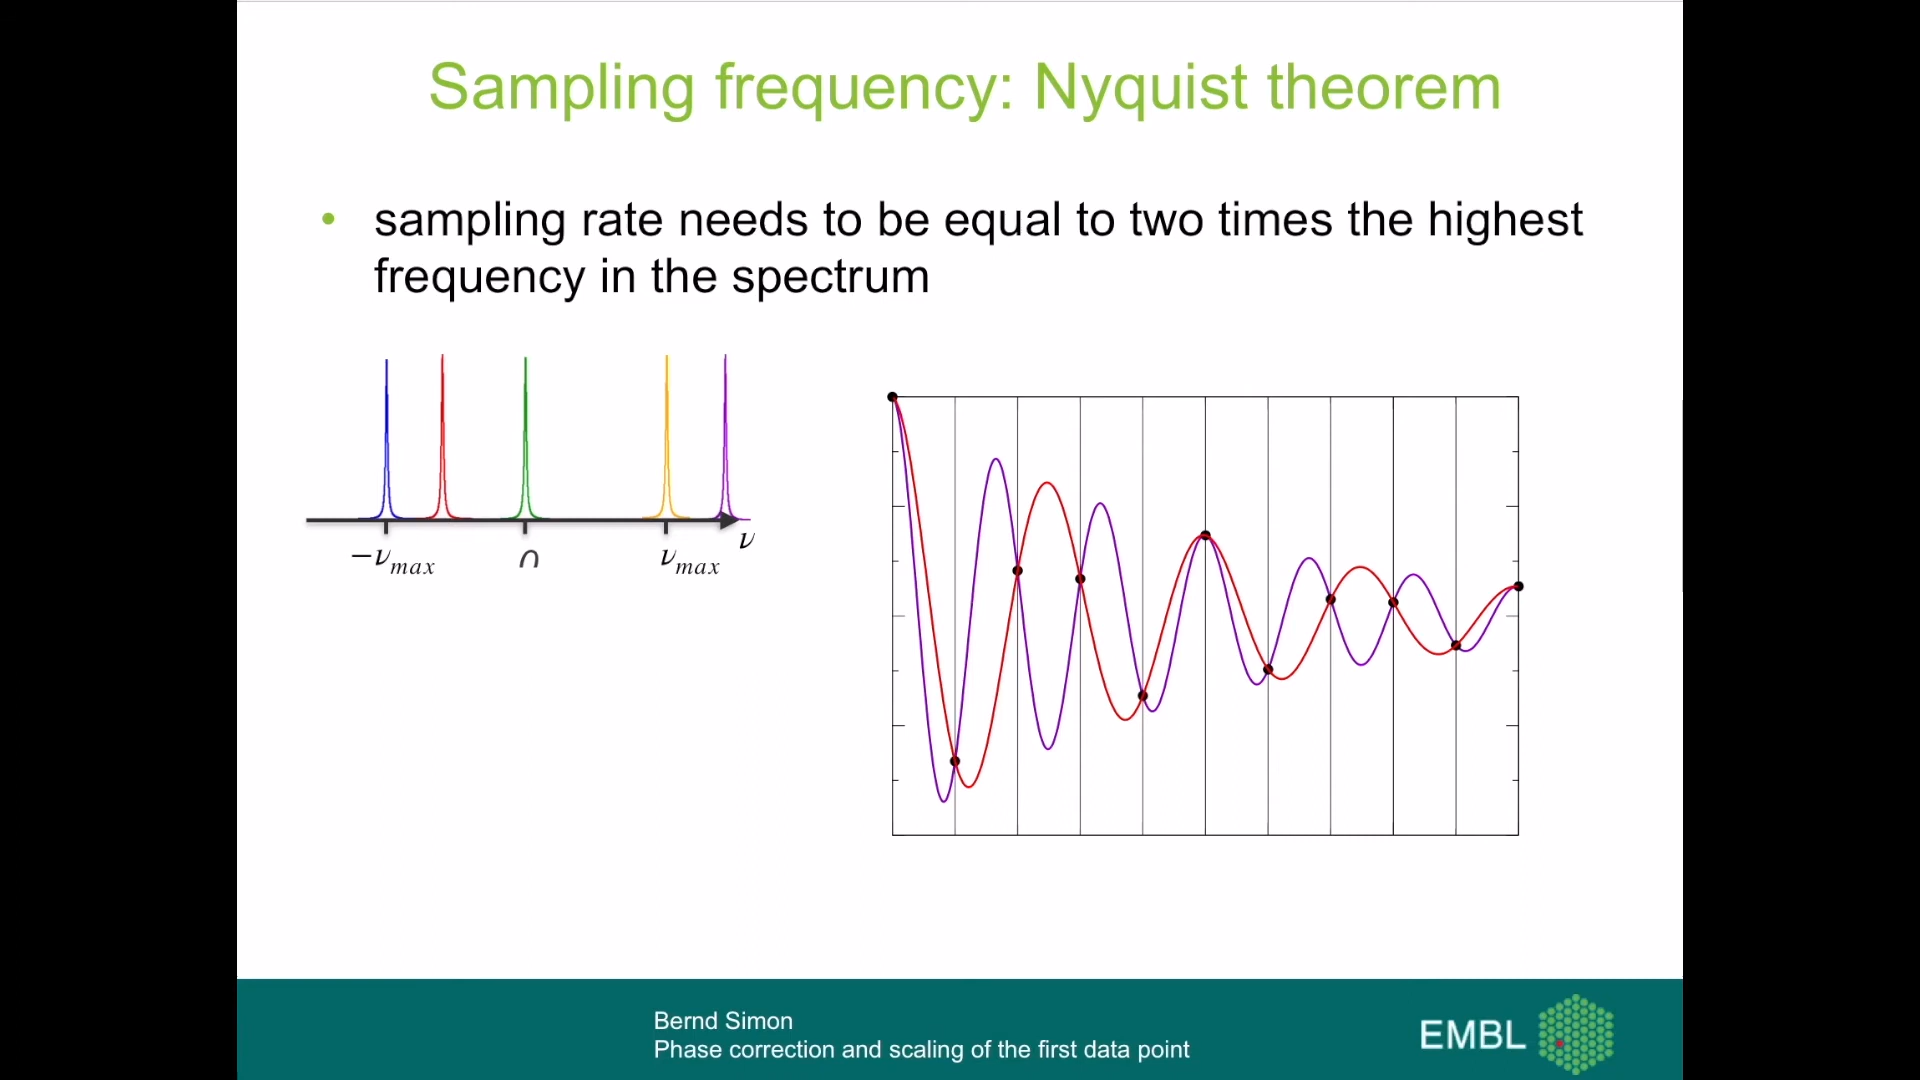 Sampling frequency: Nyquist theorem
• sampling rate needs to be equal to two times the highest
frequency in the spectrum
−ν_max 0 ν_max ν
Bernd Simon
Phase correction and scaling of the first data point
EMBL